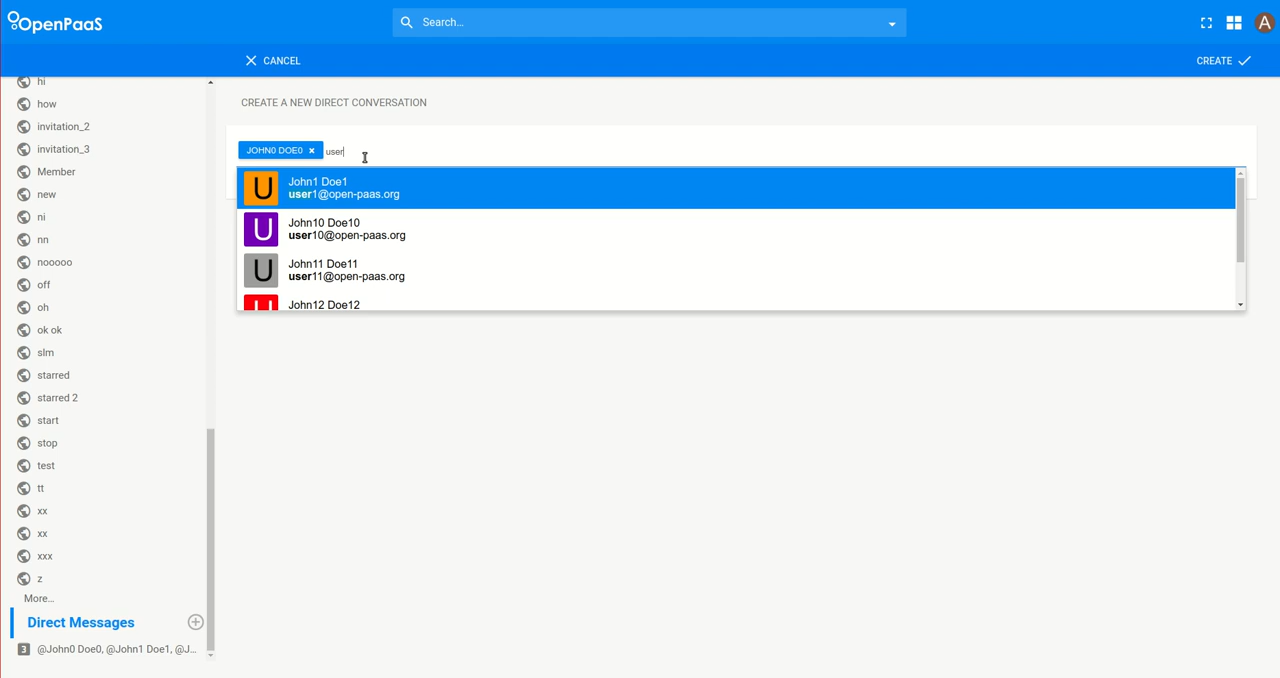 OpenPaaS
Search...
A
CANCEL
CREATE
hi
how
invitation_2
invitation_3
Member
new
ni
nn
nooooo
off
oh
ok ok
slm
starred
starred 2
start
stop
test
tt
xx
xx
xxx
z
More...
Direct Messages
3 @John0 Doe0, @John1 Doe1, @J...
CREATE A NEW DIRECT CONVERSATION
JOHN0 DOE0 × user
U
John1 Doe1
user1@open-paas.org
U
John10 Doe10
user10@open-paas.org
U
John11 Doe11
user11@open-paas.org
U
John12 Doe12